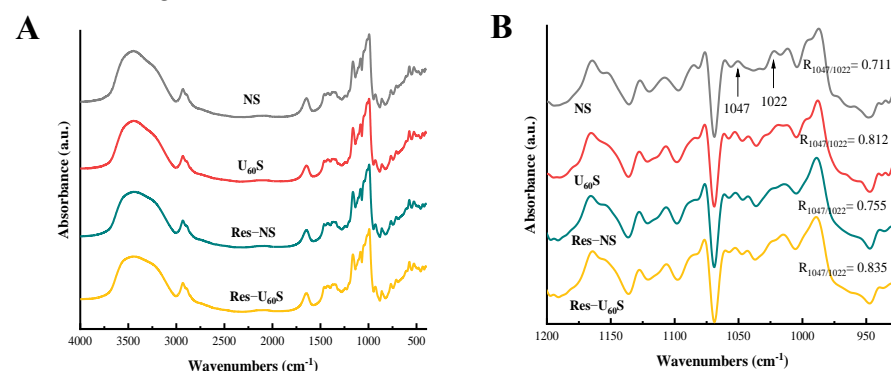 A
NS
U₆₀S
Res−NS
Res−U₆₀S
Absorbance (a.u.)
4000 3500 3000 2500 2000 1500 1000 500
Wavenumbers (cm⁻¹)
B
R₁₀₄₇/₁₀₂₂= 0.711
1047
1022
NS
R₁₀₄₇/₁₀₂₂= 0.812
U₆₀S
R₁₀₄₇/₁₀₂₂= 0.755
Res−NS
R₁₀₄₇/₁₀₂₂= 0.835
Res−U₆₀S
Absorbance (a.u.)
1200 1150 1100 1050 1000 950
Wavenumbers (cm⁻¹)